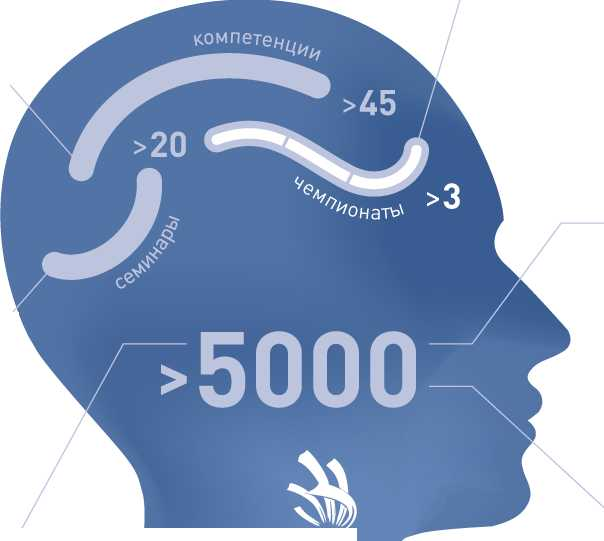 компетенции
>45
>20
чемпионаты
>3
семинары
>5000